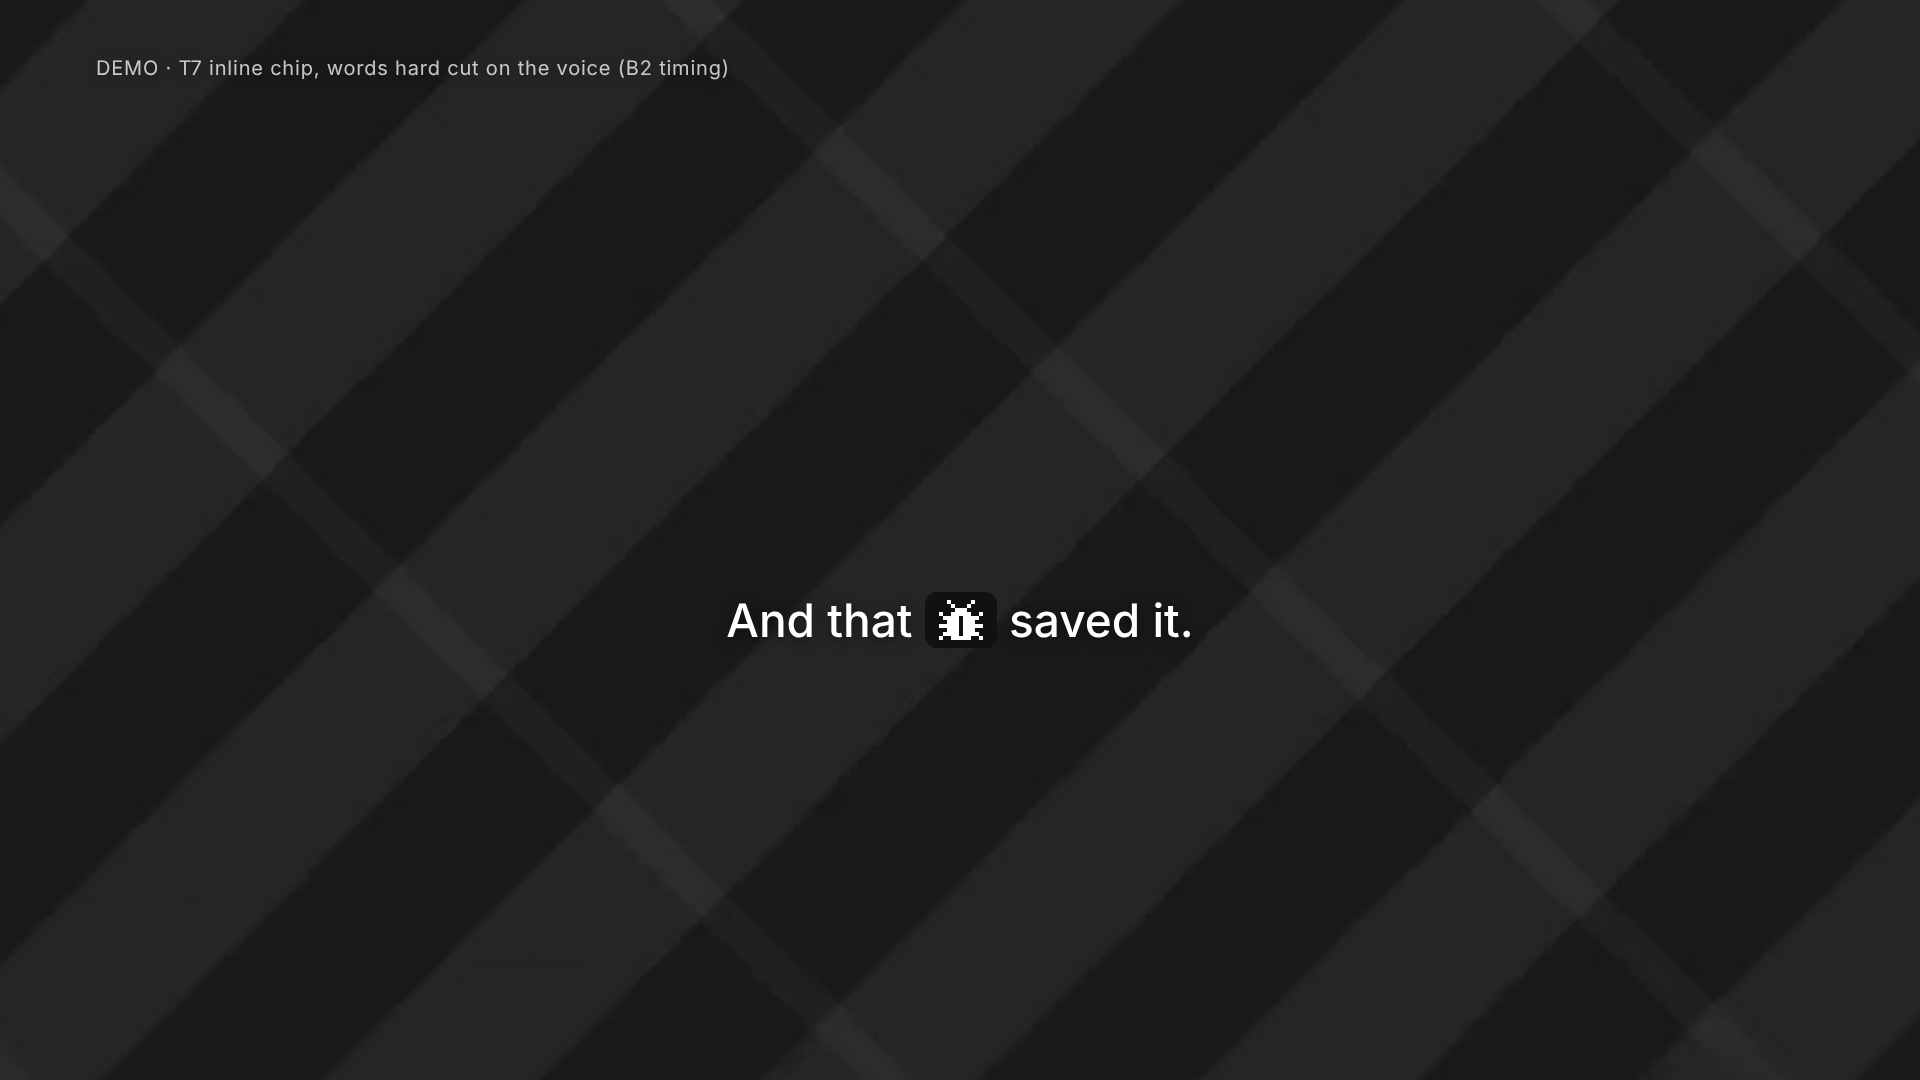 DEMO · T7 inline chip, words hard cut on the voice (B2 timing)
And that saved it.